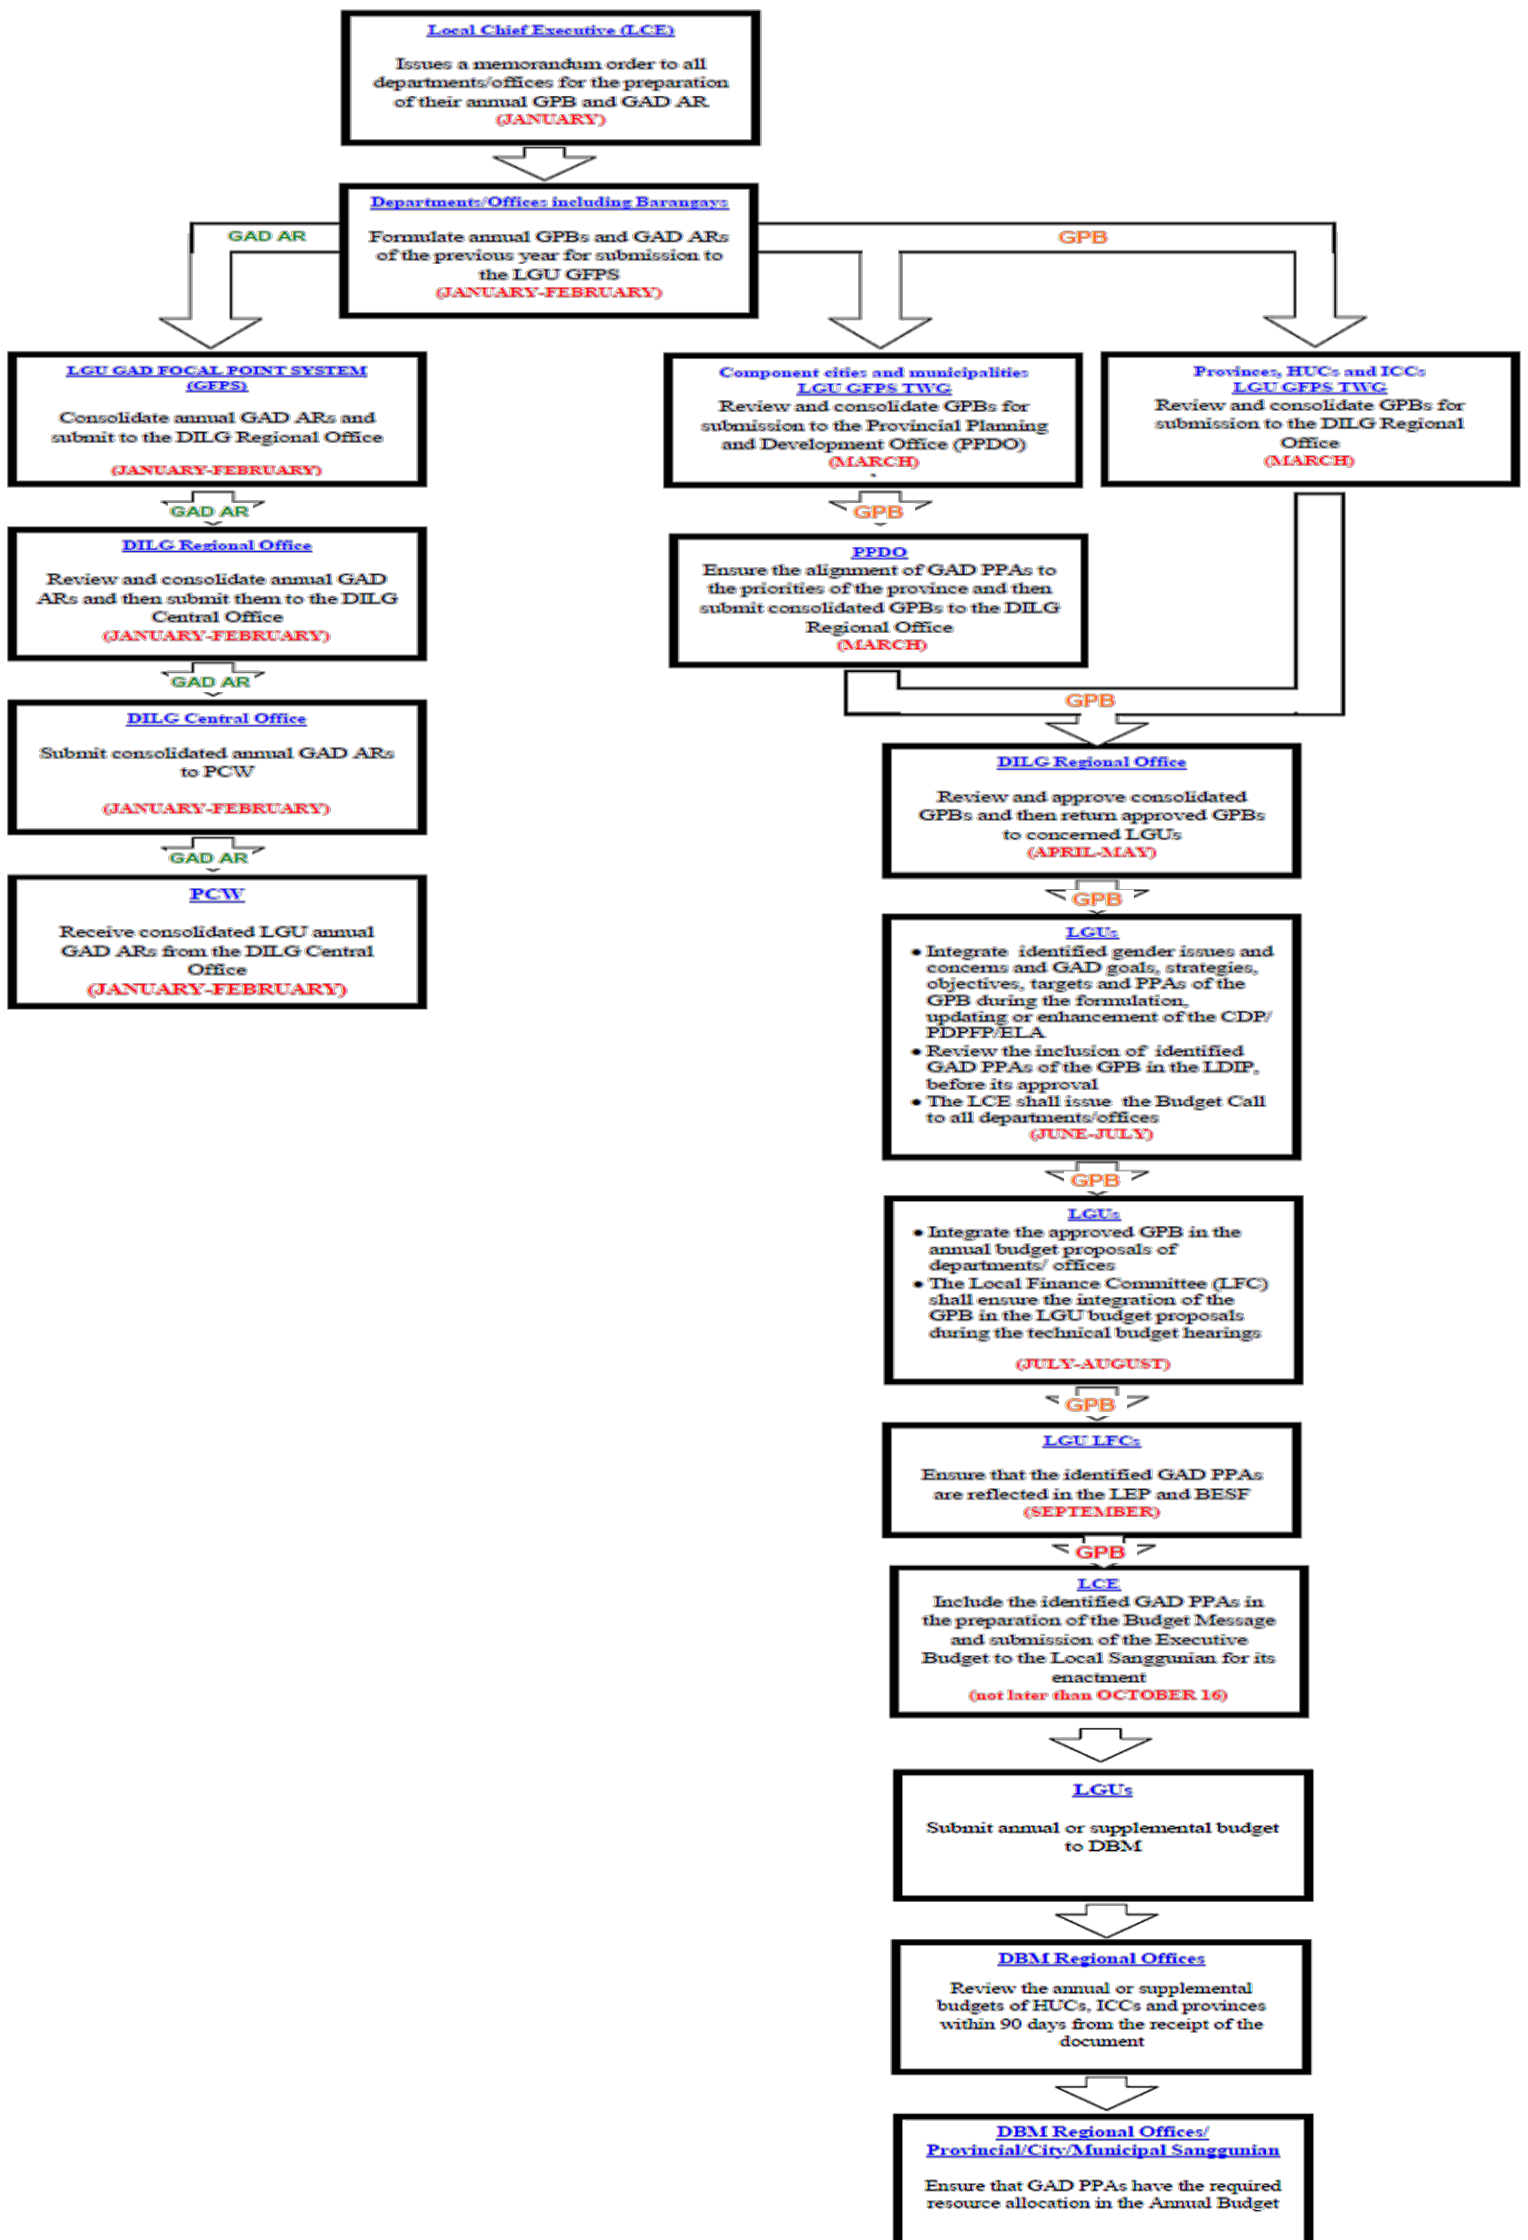 Local Chief Executive (LCE)
Issues a memorandum order to all
departments/offices for the preparation
of their annual GPB and GAD AR
(JANUARY)
Departments/Offices including Barangays
Formulate annual GPBs and GAD ARs
of the previous year for submission to
the LGU GFPS
(JANUARY-FEBRUARY)
GAD AR
GPB
LGU GAD FOCAL POINT SYSTEM
(GFPS)
Consolidate annual GAD ARs and
submit to the DILG Regional Office
(JANUARY-FEBRUARY)
GAD AR
DILG Regional Office
Review and consolidate annual GAD
ARs and then submit them to the DILG
Central Office
(JANUARY-FEBRUARY)
GAD AR
DILG Central Office
Submit consolidated annual GAD ARs
to PCW
(JANUARY-FEBRUARY)
GAD AR
PCW
Receive consolidated LGU annual
GAD ARs from the DILG Central
Office
(JANUARY-FEBRUARY)
Component cities and municipalities
LGU GFPS TWG
Review and consolidate GPBs for
submission to the Provincial Planning
and Development Office (PPDO)
(MARCH)
GPB
PPDO
Ensure the alignment of GAD PPAs to
the priorities of the province and then
submit consolidated GPBs to the DILG
Regional Office
(MARCH)
Provinces, HUCs and ICCs
LGU GFPS TWG
Review and consolidate GPBs for
submission to the DILG Regional
Office
(MARCH)
GPB
DILG Regional Office
Review and approve consolidated
GPBs and then return approved GPBs
to concerned LGUs
(APRIL-MAY)
GPB
LGUs
• Integrate identified gender issues and
concerns and GAD goals, strategies,
objectives, targets and PPAs of the
GPB during the formulation,
updating or enhancement of the CDP/
PDPFP/ELA
• Review the inclusion of identified
GAD PPAs of the GPB in the LDIP,
before its approval
• The LCE shall issue the Budget Call
to all departments/offices
(JUNE-JULY)
GPB
LGUs
• Integrate the approved GPB in the
annual budget proposals of
departments/ offices
• The Local Finance Committee (LFC)
shall ensure the integration of the
GPB in the LGU budget proposals
during the technical budget hearings
(JULY-AUGUST)
GPB
LGU LFCs
Ensure that the identified GAD PPAs
are reflected in the LEP and BESF
(SEPTEMBER)
GPB
LCE
Include the identified GAD PPAs in
the preparation of the Budget Message
and submission of the Executive
Budget to the Local Sanggunian for its
enactment
(not later than OCTOBER 16)
LGUs
Submit annual or supplemental budget
to DBM
DBM Regional Offices
Review the annual or supplemental
budgets of HUCs, ICCs and provinces
within 90 days from the receipt of the
document
DBM Regional Offices/
Provincial/City/Municipal Sanggunian
Ensure that GAD PPAs have the required
resource allocation in the Annual Budget